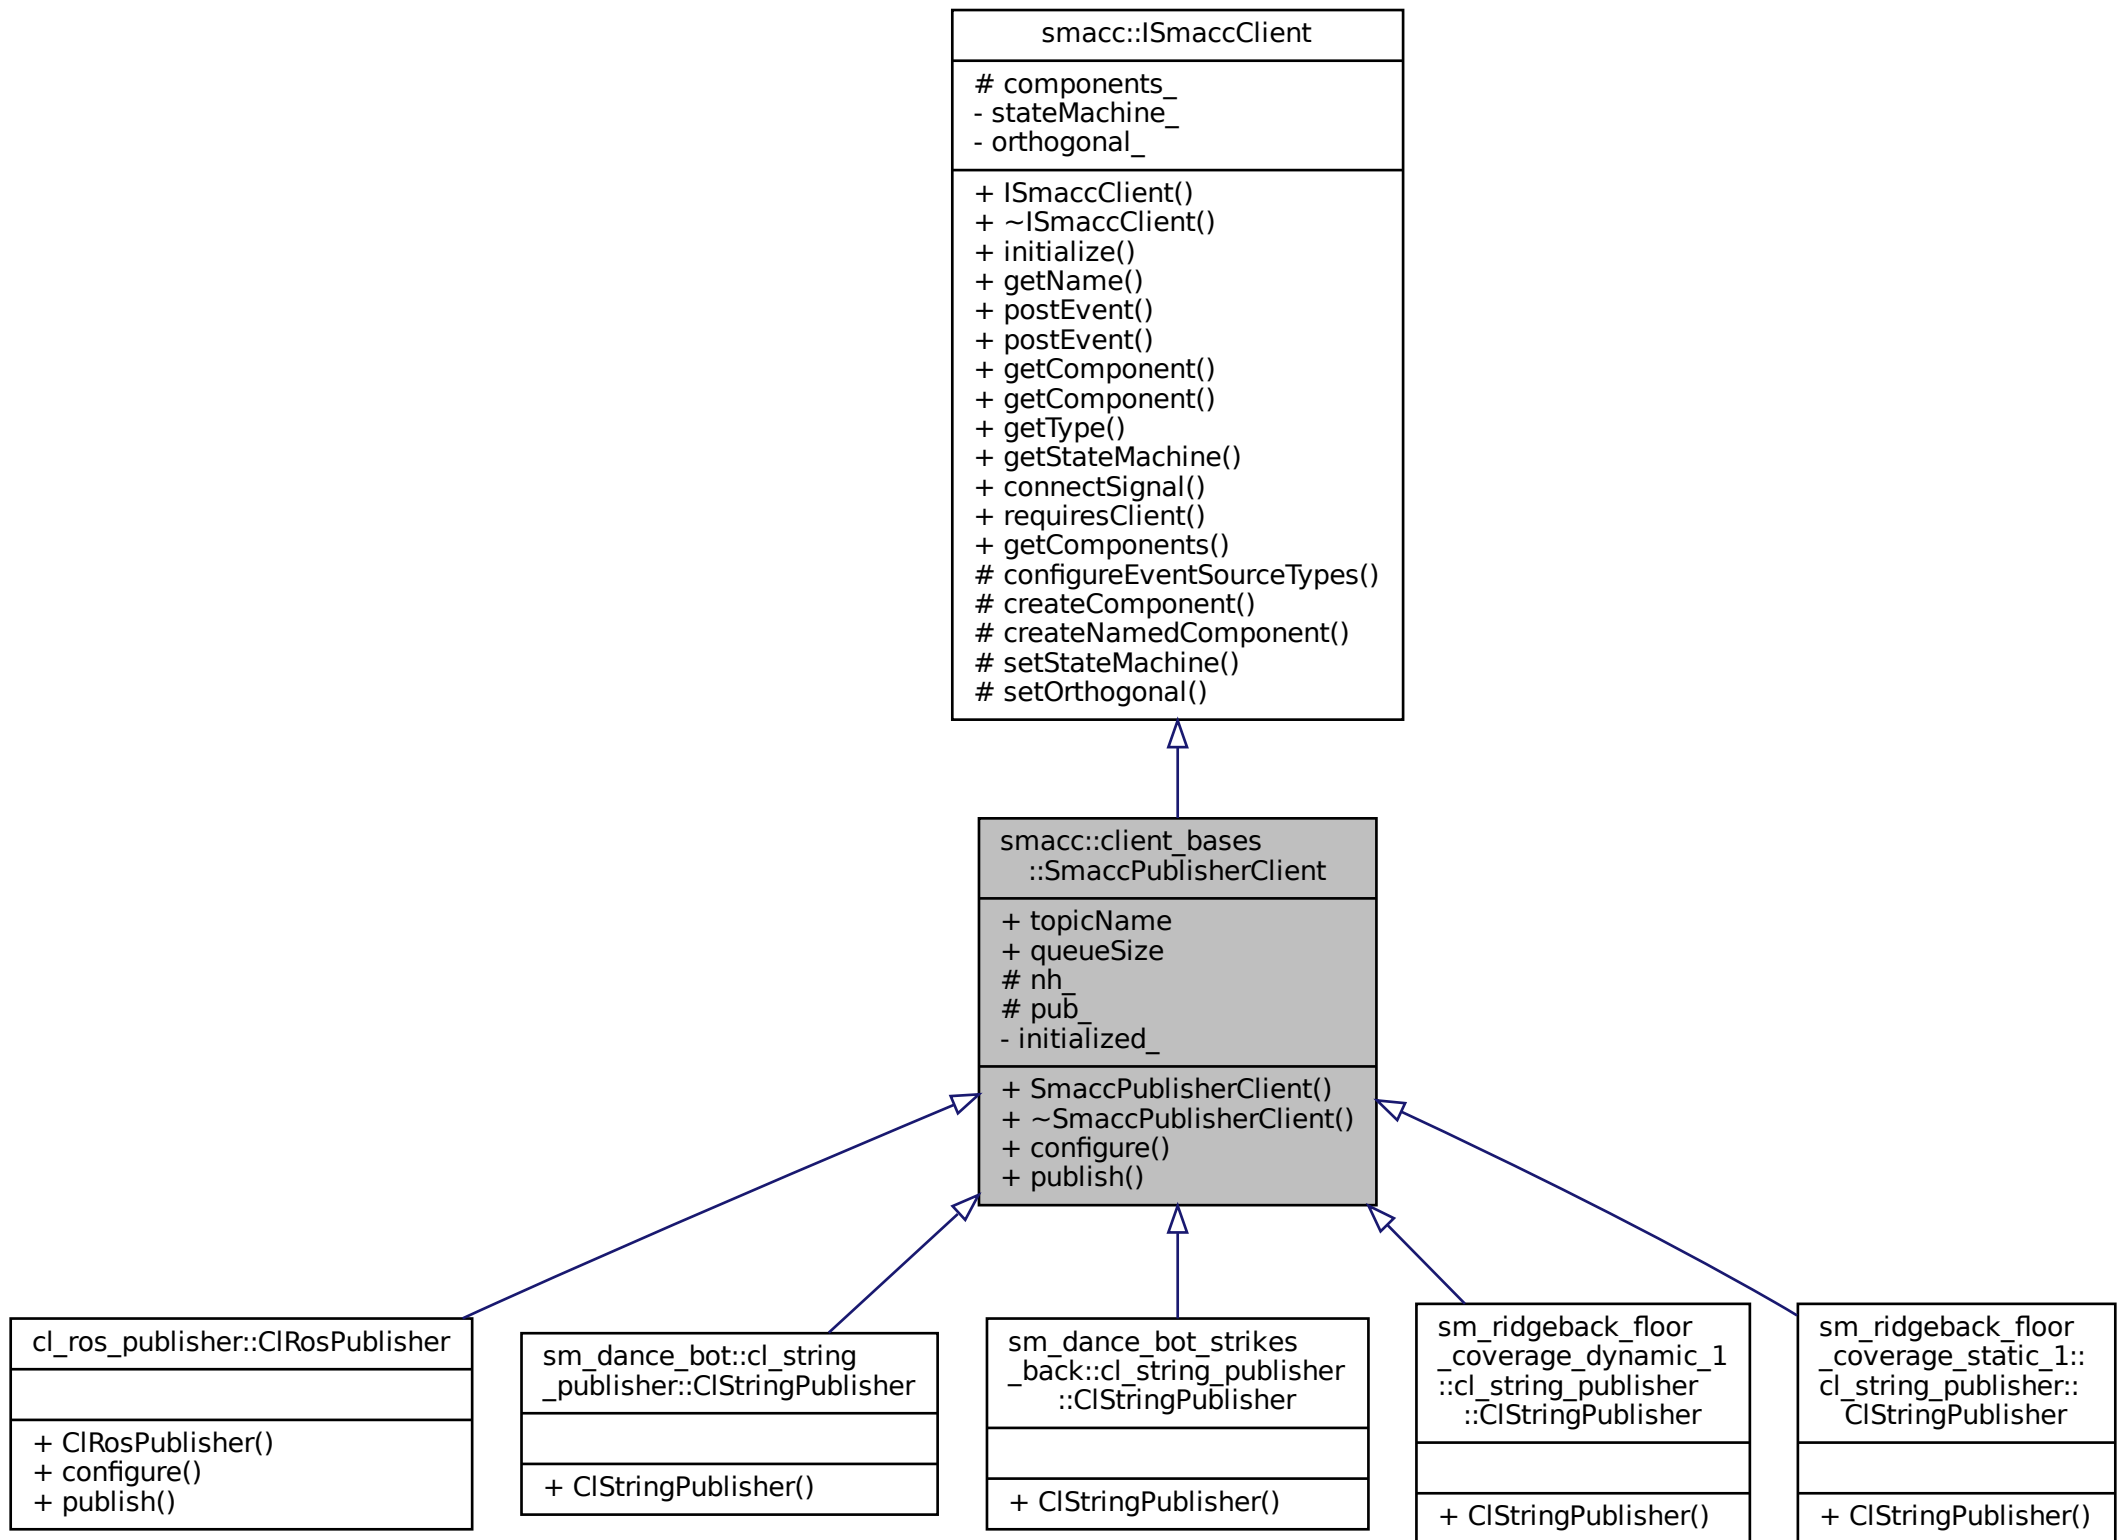 smacc::ISmaccClient
# components_
- stateMachine_
- orthogonal_
+ ISmaccClient()
+ ~ISmaccClient()
+ initialize()
+ getName()
+ postEvent()
+ postEvent()
+ getComponent()
+ getComponent()
+ getType()
+ getStateMachine()
+ connectSignal()
+ requiresClient()
+ getComponents()
# configureEventSourceTypes()
# createComponent()
# createNamedComponent()
# setStateMachine()
# setOrthogonal()
smacc::client_bases
::SmaccPublisherClient
+ topicName
+ queueSize
# nh_
# pub_
- initialized_
+ SmaccPublisherClient()
+ ~SmaccPublisherClient()
+ configure()
+ publish()
cl_ros_publisher::ClRosPublisher
+ ClRosPublisher()
+ configure()
+ publish()
sm_dance_bot::cl_string
_publisher::ClStringPublisher
+ ClStringPublisher()
sm_dance_bot_strikes
_back::cl_string_publisher
::ClStringPublisher
+ ClStringPublisher()
sm_ridgeback_floor
_coverage_dynamic_1
::cl_string_publisher
::ClStringPublisher
+ ClStringPublisher()
sm_ridgeback_floor
_coverage_static_1::
cl_string_publisher::
ClStringPublisher
+ ClStringPublisher()